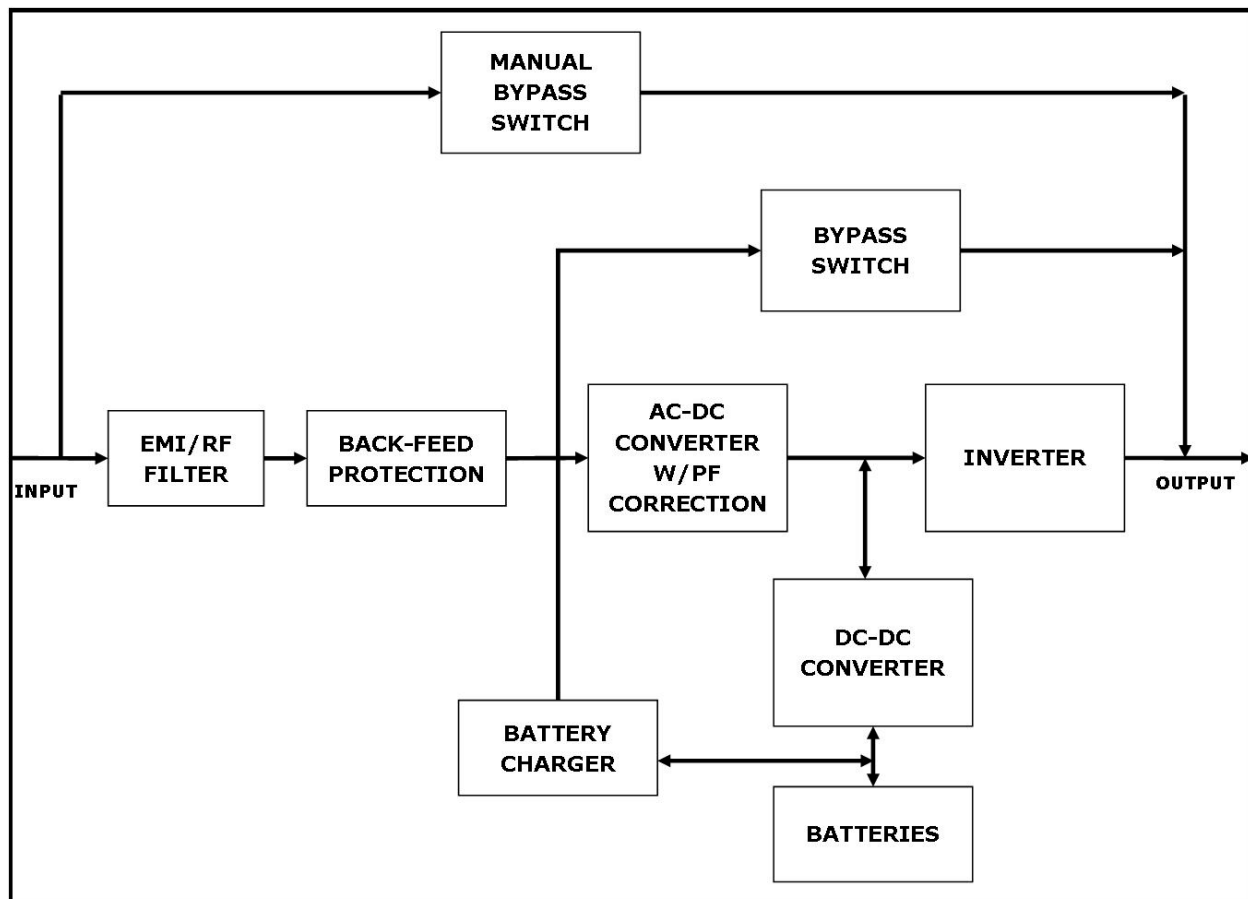 MANUAL
BYPASS
SWITCH
BYPASS
SWITCH
INPUT
EMI/RF
FILTER
BACK-FEED
PROTECTION
AC-DC
CONVERTER
W/PF
CORRECTION
INVERTER
OUTPUT
DC-DC
CONVERTER
BATTERY
CHARGER
BATTERIES